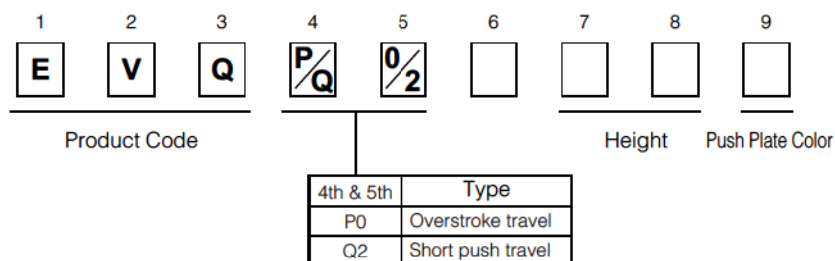 1 2 3 4 5 6 7 8 9
E V Q P/Q 0/2
Product Code Height Push Plate Color
4th & 5th Type
P0 Overstroke travel
Q2 Short push travel